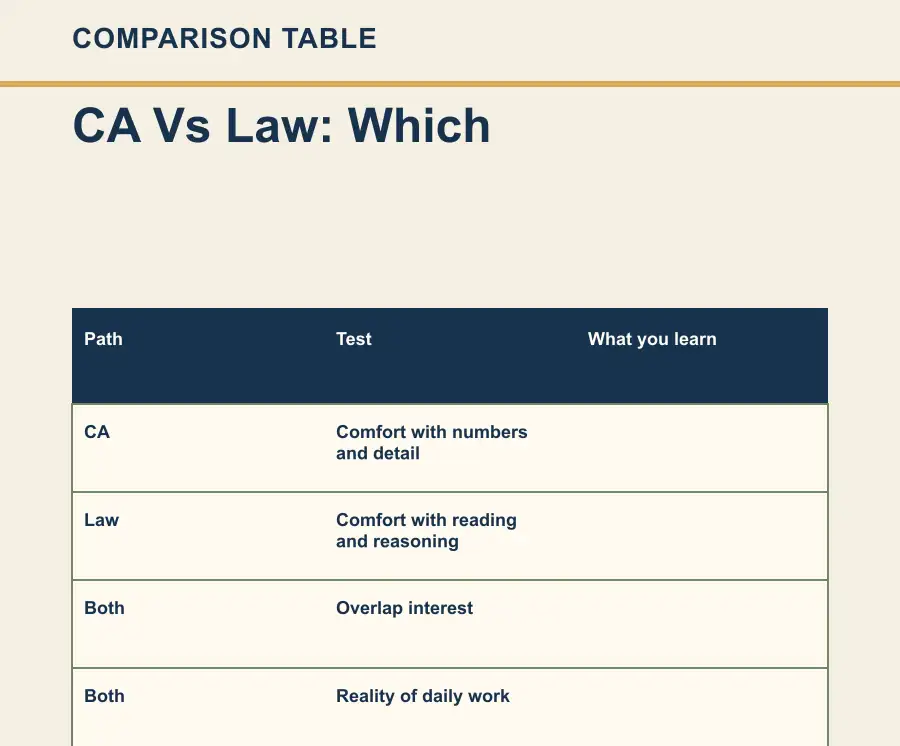 COMPARISON TABLE
CA Vs Law: Which
Path Test What you learn
CA Comfort with numbers
and detail
Law Comfort with reading
and reasoning
Both Overlap interest
Both Reality of daily work